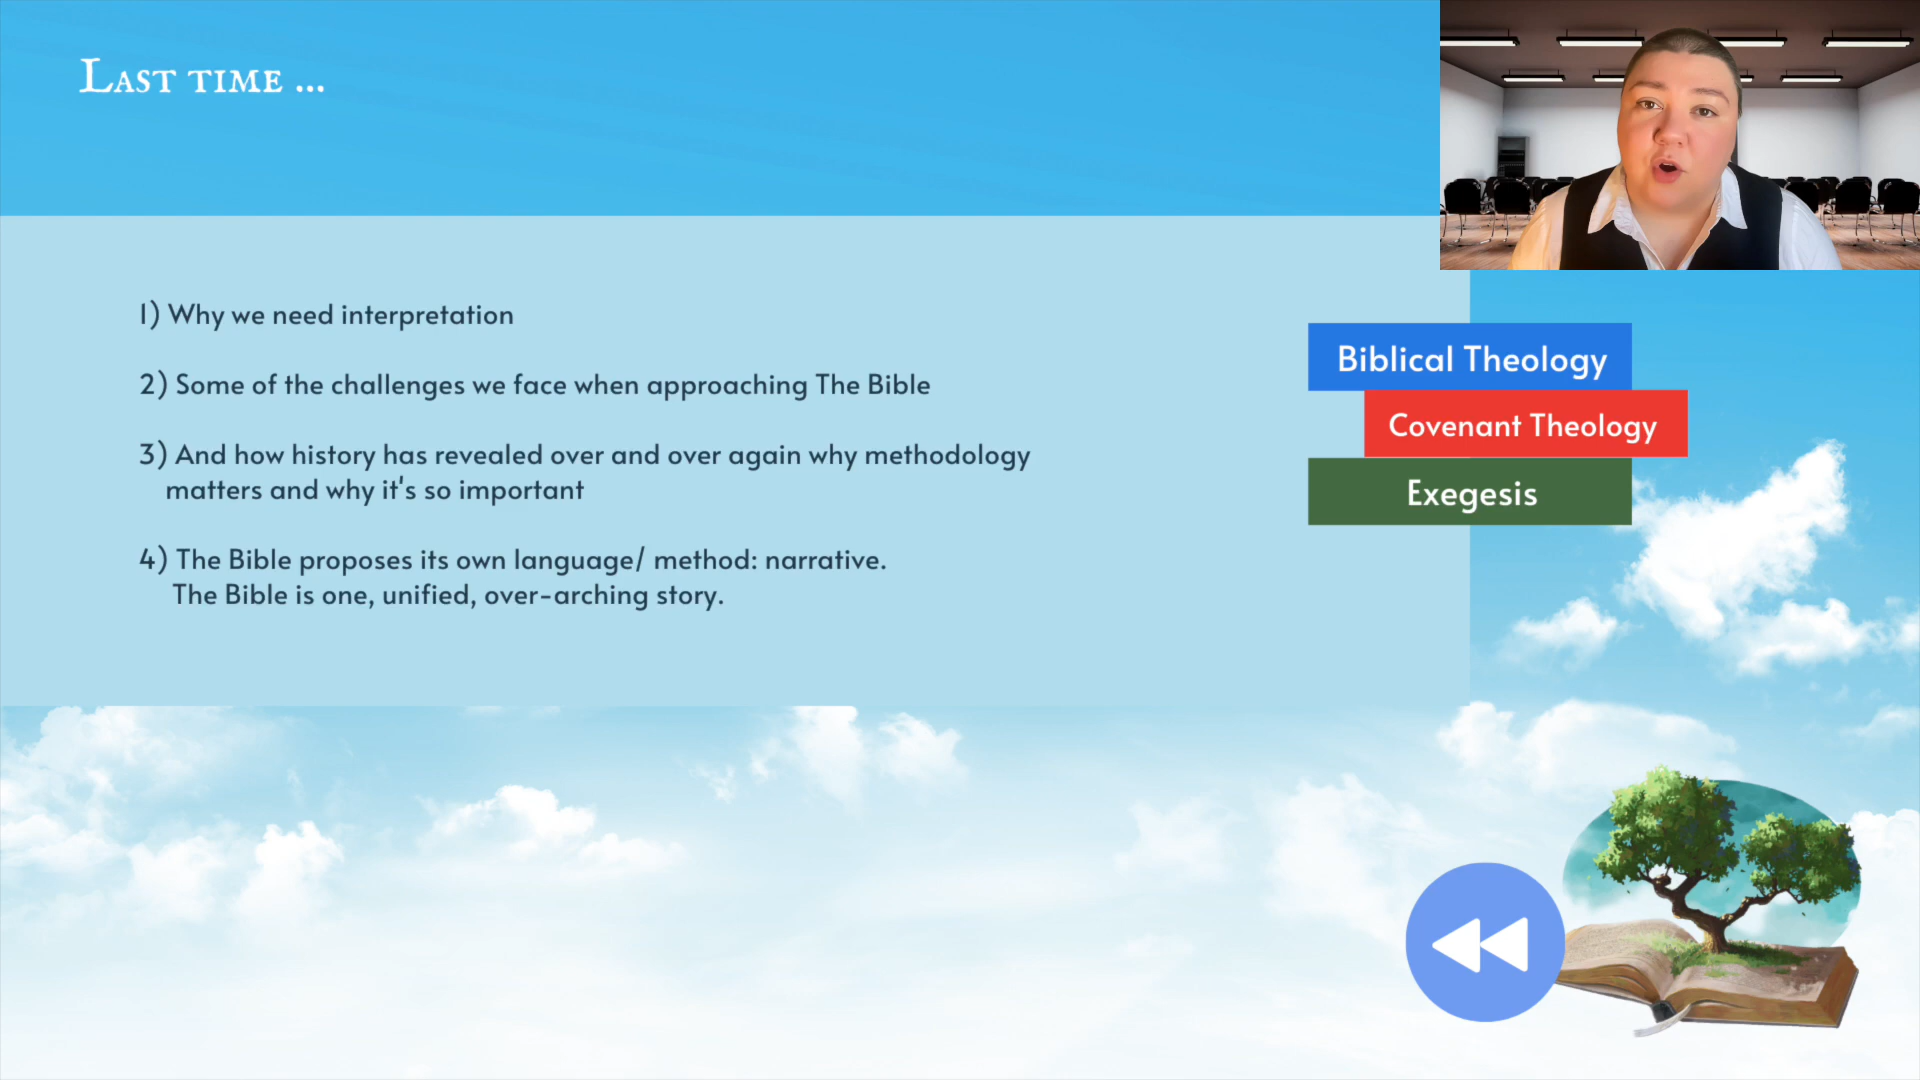 Last time ...
1) Why we need interpretation
2) Some of the challenges we face when approaching The Bible
3) And how history has revealed over and over again why methodology
matters and why it's so important
4) The Bible proposes its own language/ method: narrative.
The Bible is one, unified, over-arching story.
Biblical Theology
Covenant Theology
Exegesis